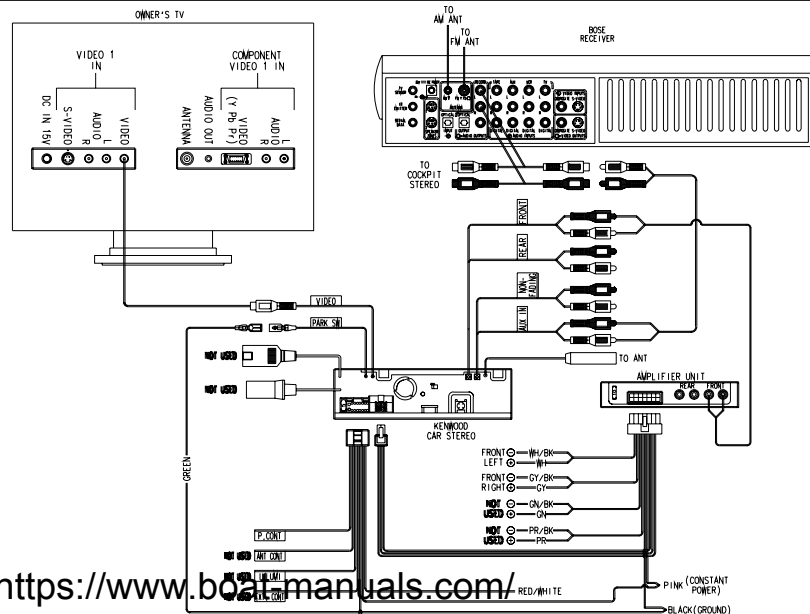 OWNER'S TV
VIDEO 1
IN
COMPONENT
VIDEO 1 IN
DC IN 15V
S-VIDEO
AUDIO
R
L
VIDEO
ANTENNA
AUDIO OUT
VIDEO
(Y Pb Pr)
AUDIO
R
L
TO
AM ANT
TO
FM ANT
BOSE
RECEIVER
TO
COCKPIT
STEREO
FRONT
REAR
NON-
FADING
AUX IN
VIDEO
PARK SW
NOT USED
NOT USED
TO ANT
AMPLIFIER UNIT
REAR
FRONT
KENWOOD
CAR STEREO
GREEN
FRONT
LEFT
WH/BK
WH
FRONT
RIGHT
GY/BK
GY
NOT
USED
GN/BK
GN
NOT
USED
PR/BK
PR
P.CONT
NOT USED
ANT CONT
NOT USED
NOT USED
RED/WHITE
PINK (CONSTANT
POWER)
BLACK(GROUND)
https://www.boat-manuals.com/